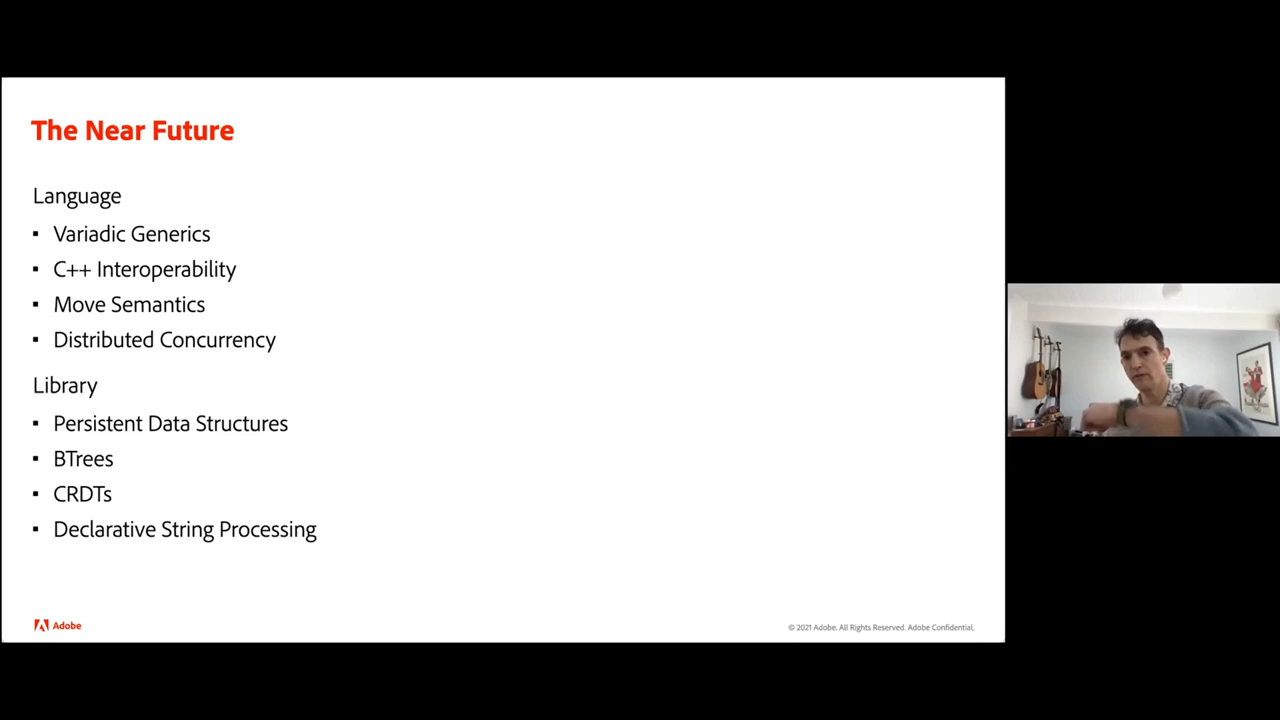 The Near Future
Language
▪ Variadic Generics
▪ C++ Interoperability
▪ Move Semantics
▪ Distributed Concurrency
Library
▪ Persistent Data Structures
▪ BTrees
▪ CRDTs
▪ Declarative String Processing
Adobe
© 2021 Adobe. All Rights Reserved. Adobe Confidential.